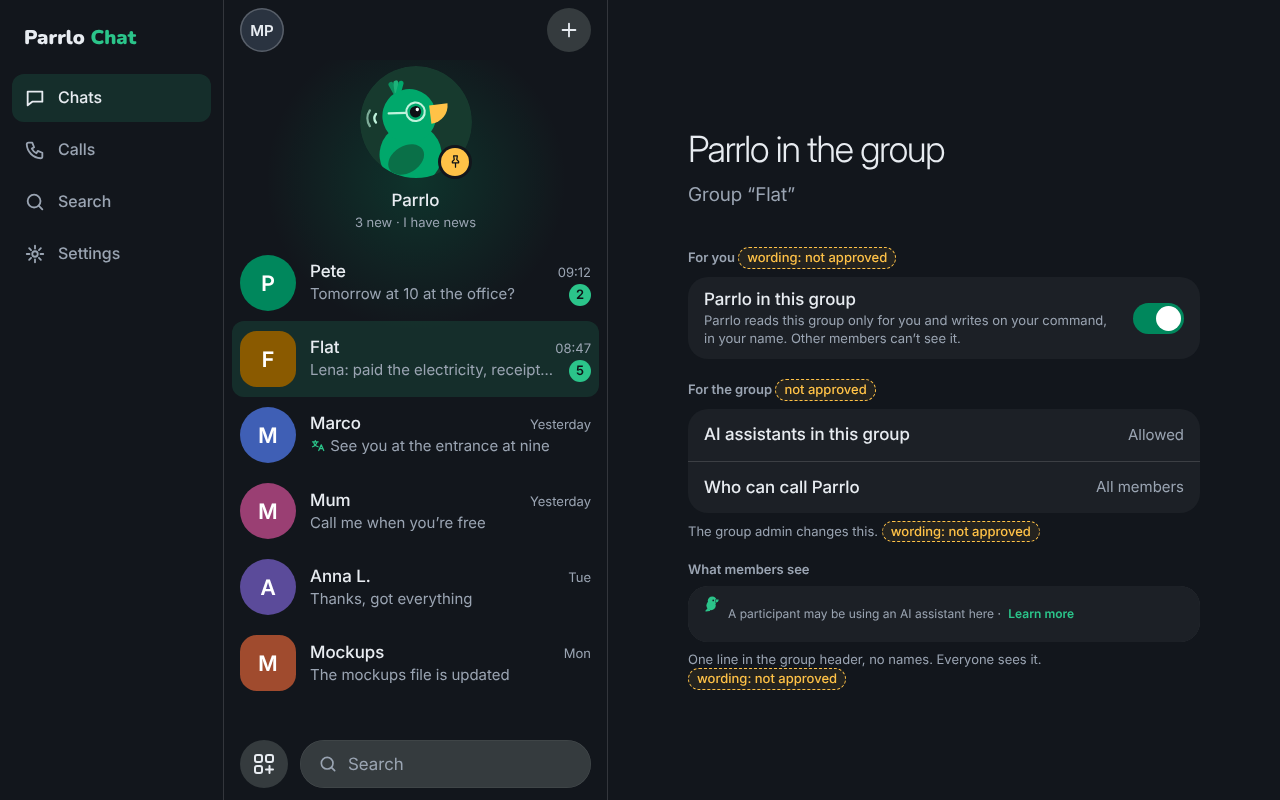 Parrlo Chat
Chats
Calls
Search
Settings
MP
Parrlo
3 new · I have news
P
Pete
09:12
Tomorrow at 10 at the office?
2
F
Flat
08:47
Lena: paid the electricity, receipt…
5
M
Marco
Yesterday
See you at the entrance at nine
M
Mum
Yesterday
Call me when you’re free
A
Anna L.
Tue
Thanks, got everything
M
Mockups
Mon
The mockups file is updated
Search
Parrlo in the group
Group “Flat”
For you wording: not approved
Parrlo in this group
Parrlo reads this group only for you and writes on your command,
in your name. Other members can’t see it.
For the group not approved
AI assistants in this group
Allowed
Who can call Parrlo
All members
The group admin changes this. wording: not approved
What members see
A participant may be using an AI assistant here · Learn more
One line in the group header, no names. Everyone sees it.
wording: not approved